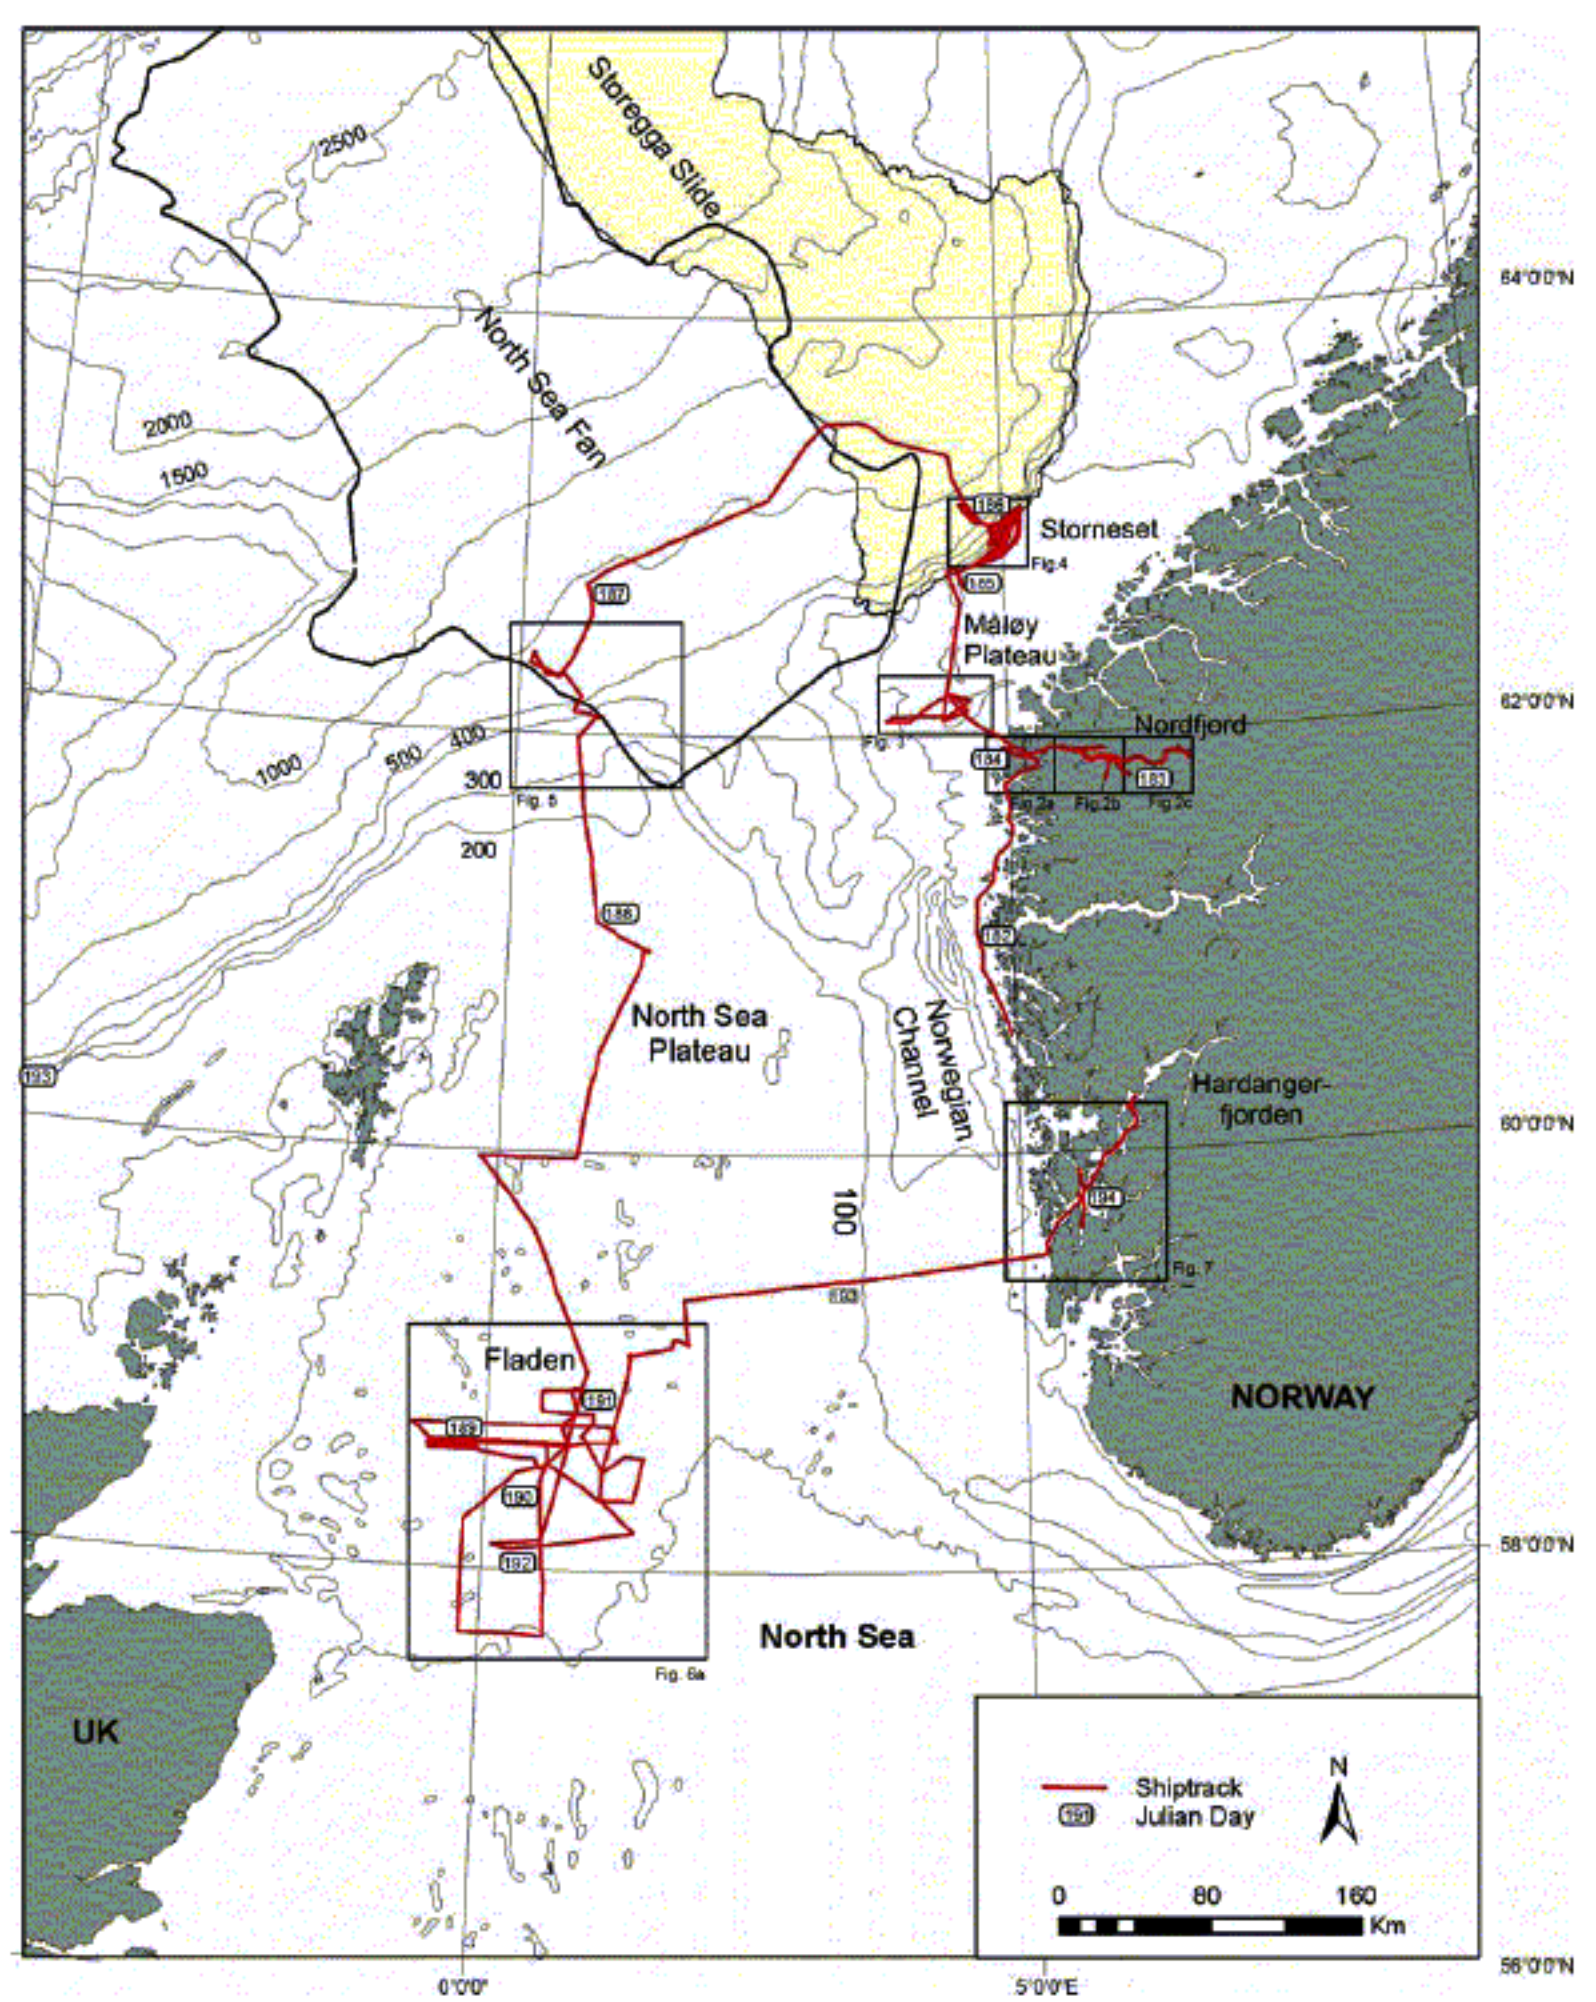 2500
Storegga Slide
64°0'0"N
North Sea Fan
2000
1500
186
Storneset
Fig.4
185
187
Måløy
Plateau
62°0'0"N
Nordfjord
400
500
1000
300
Fig. 5
184
183
Fig.2a
Fig.2b
Fig.2c
200
188
182
North Sea
Plateau
Norwegian
Channel
193
Hardanger-
fjorden
60°0'0"N
194
100
Fig. 7
193
Fladen
191
189
NORWAY
190
192
58°0'0"N
North Sea
Fig. 6a
UK
Shiptrack
191
Julian Day
N
0 80 160
Km
56°0'0"N
0°0'0"
5°0'0"E